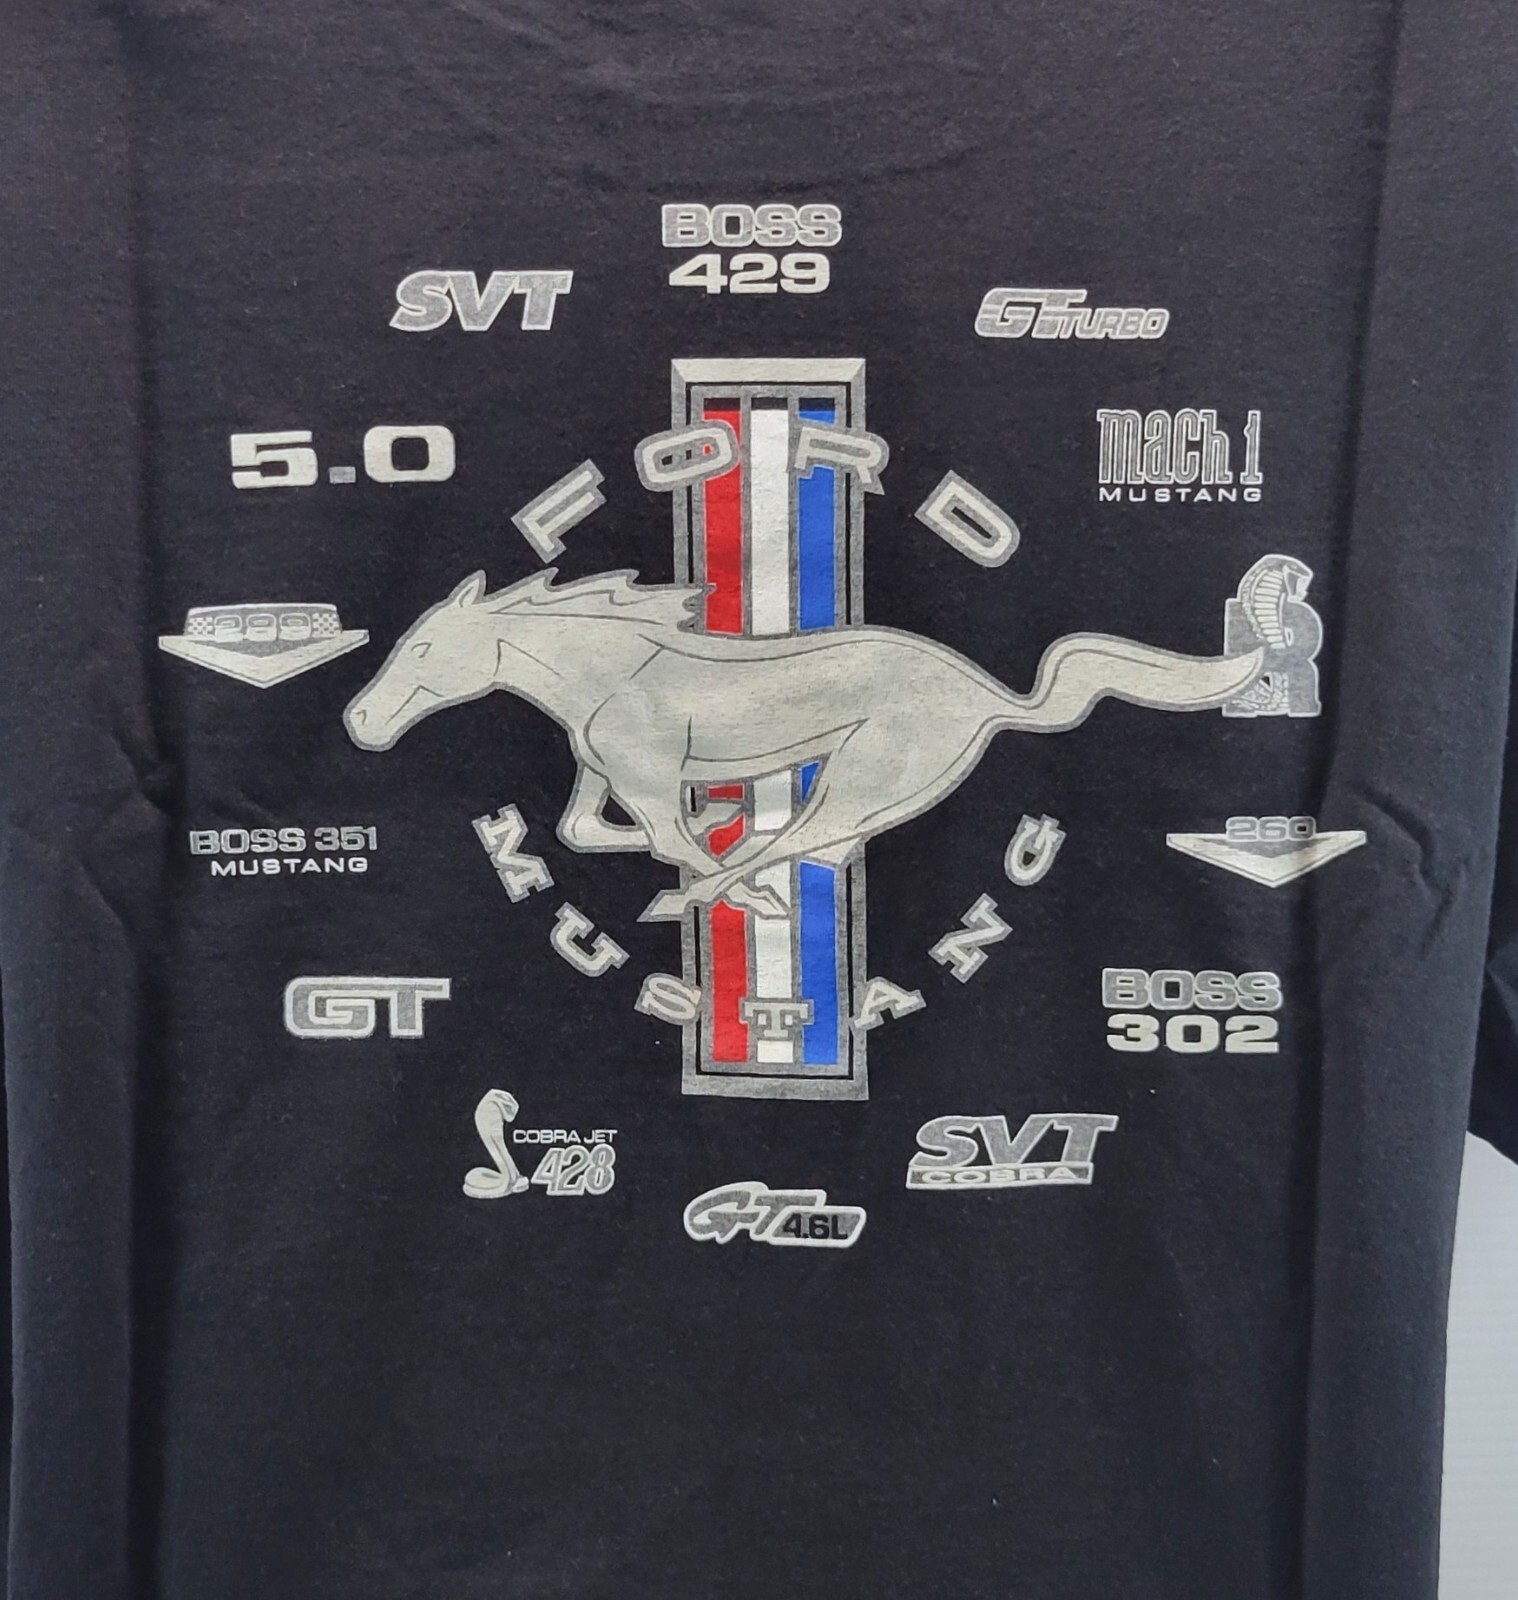 BOSS
429
SVT
GT TURBO
5.0
FORD
mach 1
MUSTANG
R
BOSS 351
MUSTANG
260
MUSTANG
GT
BOSS
302
COBRA JET
428
SVT
COBRA
GT 4.6L